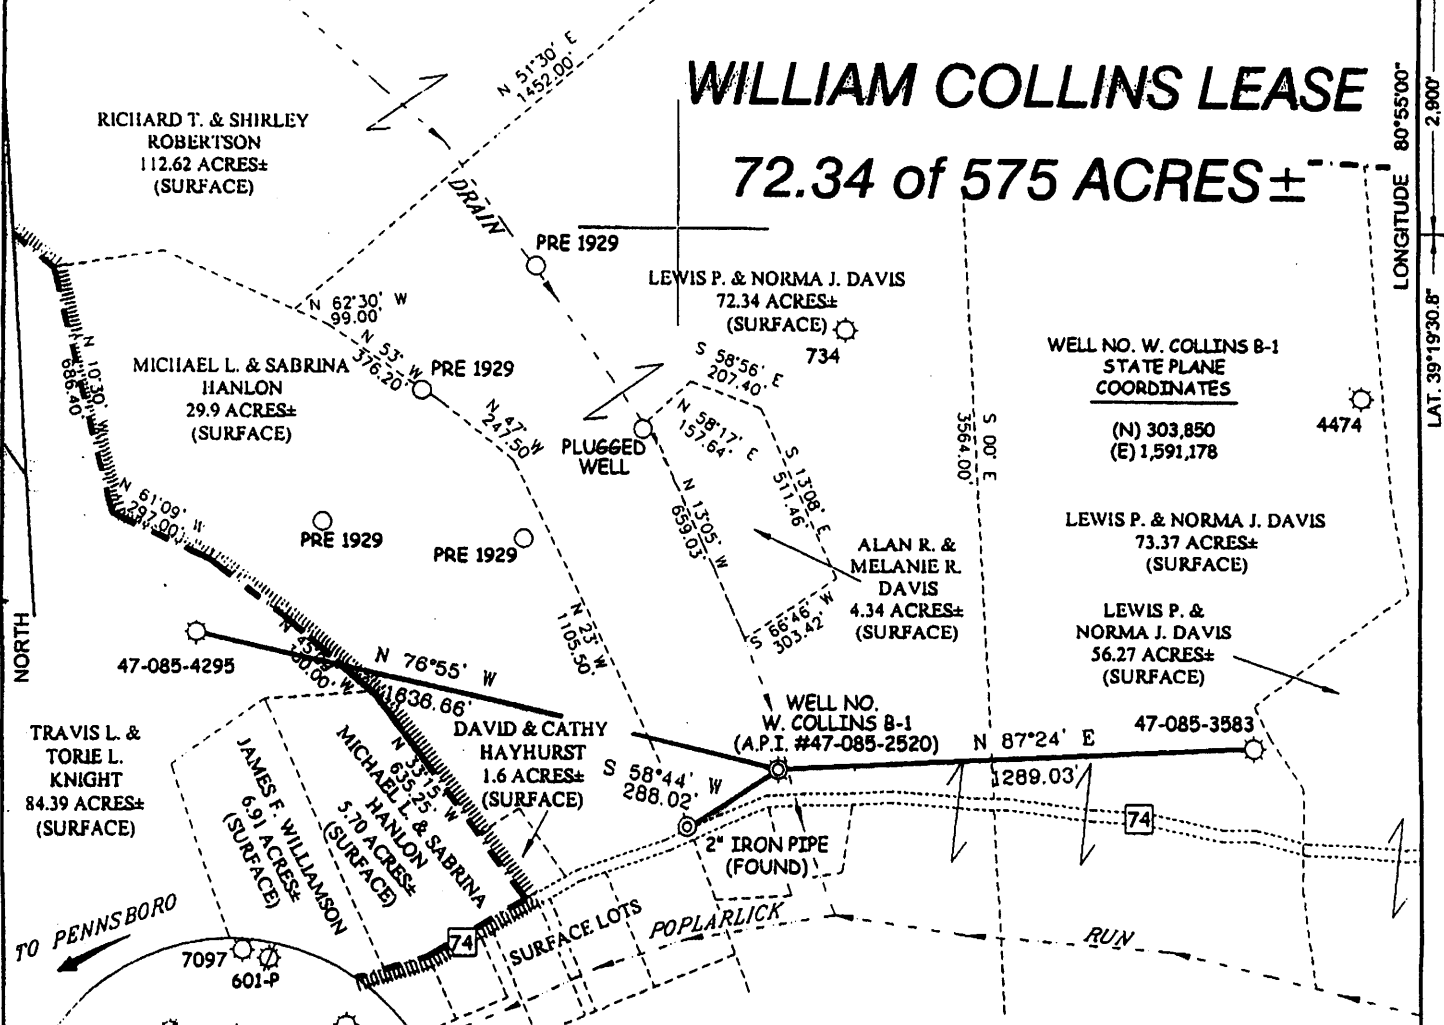 WILLIAM COLLINS LEASE
72.34 of 575 ACRES±
LONGITUDE 80°55'00"
2,900'
LAT. 39°19'30.8"
N 51°30' E
1452.00'
RICHARD T. & SHIRLEY
ROBERTSON
112.62 ACRES±
(SURFACE)
DRAIN
PRE 1929
LEWIS P. & NORMA J. DAVIS
72.34 ACRES±
(SURFACE)
734
N 62°30' W
99.00'
N 53° W
376.20'
PRE 1929
MICHAEL L. & SABRINA
HANLON
29.9 ACRES±
(SURFACE)
N 10°30' W
686.40'
S 58°56' E
207.40'
WELL NO. W. COLLINS B-1
STATE PLANE
COORDINATES
(N) 303,850
(E) 1,591,178
4474
N 47° W
247.50'
PLUGGED
WELL
N 58°17' E
157.64'
S 13°08' E
511.46'
S 00° E
3564.00'
N 61°09' W
297.00'
PRE 1929
PRE 1929
N 13°05' W
659.03'
LEWIS P. & NORMA J. DAVIS
73.37 ACRES±
(SURFACE)
ALAN R. &
MELANIE R.
DAVIS
4.34 ACRES±
(SURFACE)
S 66°46' W
303.42'
LEWIS P. &
NORMA J. DAVIS
56.27 ACRES±
(SURFACE)
NORTH
N 23° W
1105.50'
47-085-4295
N 76°55' W
1636.66'
WELL NO.
W. COLLINS B-1
(A.P.I. #47-085-2520)
47-085-3583
N 87°24' E
1289.03'
TRAVIS L. &
TORIE L.
KNIGHT
84.39 ACRES±
(SURFACE)
JAMES F. WILLIAMSON
6.91 ACRES±
(SURFACE)
N 33°15' W
635.25'
MICHAEL L. & SABRINA
HANLON
5.70 ACRES±
(SURFACE)
DAVID & CATHY
HAYHURST
1.6 ACRES±
(SURFACE)
S 58°44' W
288.02'
74
2" IRON PIPE
(FOUND)
TO PENNSBORO
74
SURFACE LOTS
POPLARLICK
RUN
7097
601-P